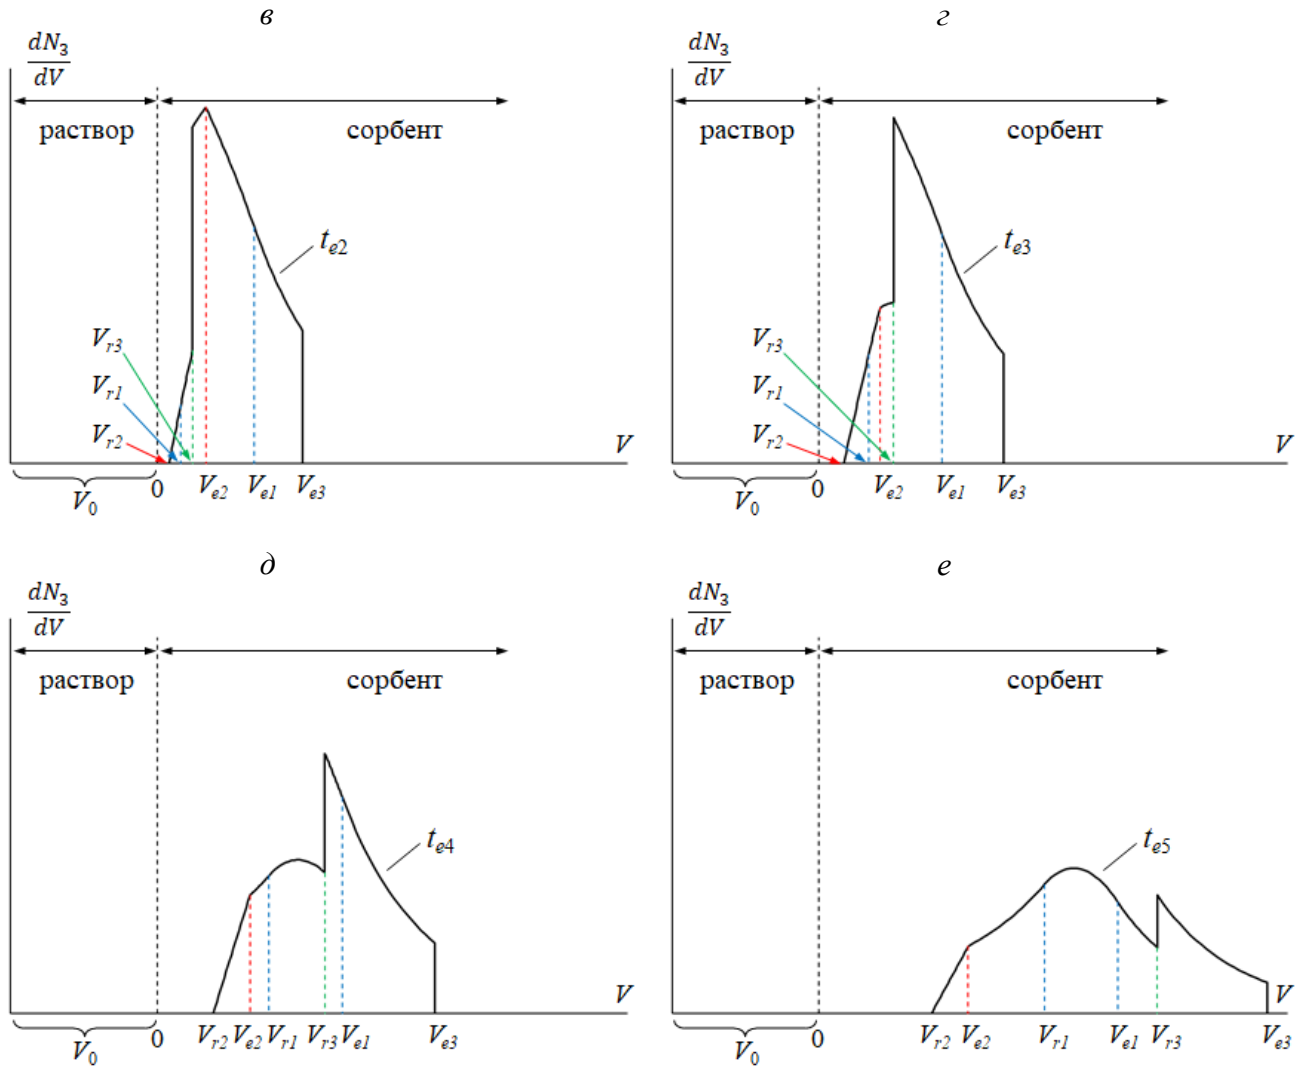 в
dN₃
dV
раствор
сорбент
tₑ₂
Vᵣ₃
Vᵣ₁
Vᵣ₂
V
V₀
0
Vₑ₂
Vₑ₁
Vₑ₃
г
dN₃
dV
раствор
сорбент
tₑ₃
Vᵣ₃
Vᵣ₁
Vᵣ₂
V
V₀
0
Vₑ₂
Vₑ₁
Vₑ₃
д
dN₃
dV
раствор
сорбент
tₑ₄
V
V₀
0
Vᵣ₂
Vₑ₂
Vᵣ₁
Vᵣ₃
Vₑ₁
Vₑ₃
е
dN₃
dV
раствор
сорбент
tₑ₅
V
V₀
0
Vᵣ₂
Vₑ₂
Vᵣ₁
Vₑ₁
Vᵣ₃
Vₑ₃